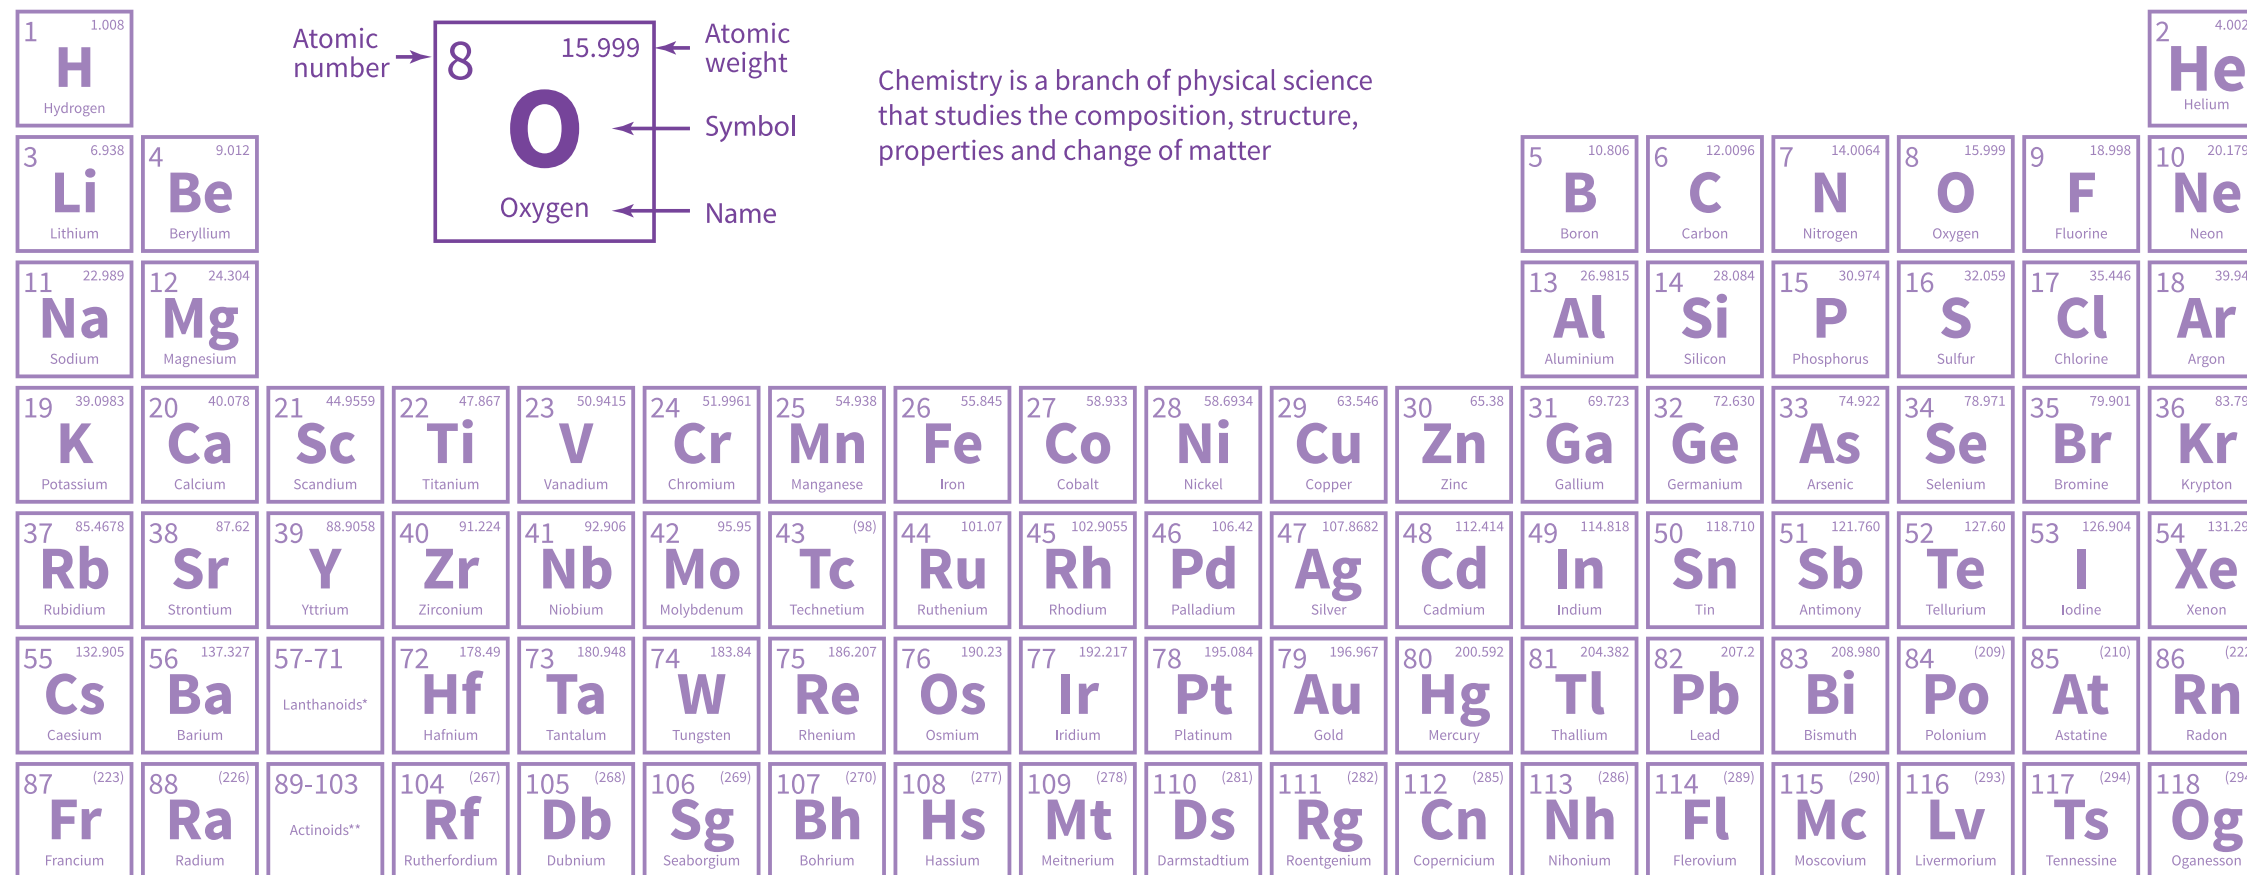 1 1.008
H
Hydrogen
Atomic
number
8 15.999
O
Oxygen
Atomic
weight
Symbol
Name
Chemistry is a branch of physical science
that studies the composition, structure,
properties and change of matter
2 4.002
He
Helium
3 6.938 4 9.012 5 10.806 6 12.0096 7 14.0064 8 15.999 9 18.998 10 20.179
Li Be B C N O F Ne
Lithium Beryllium Boron Carbon Nitrogen Oxygen Fluorine Neon
11 22.989 12 24.304 13 26.9815 14 28.084 15 30.974 16 32.059 17 35.446 18 39.94
Na Mg Al Si P S Cl Ar
Sodium Magnesium Aluminium Silicon Phosphorus Sulfur Chlorine Argon
19 39.0983 20 40.078 21 44.9559 22 47.867 23 50.9415 24 51.9961 25 54.938 26 55.845 27 58.933 28 58.6934 29 63.546 30 65.38 31 69.723 32 72.630 33 74.922 34 78.971 35 79.901 36 83.79
K Ca Sc Ti V Cr Mn Fe Co Ni Cu Zn Ga Ge As Se Br Kr
Potassium Calcium Scandium Titanium Vanadium Chromium Manganese Iron Cobalt Nickel Copper Zinc Gallium Germanium Arsenic Selenium Bromine Krypton
37 85.4678 38 87.62 39 88.9058 40 91.224 41 92.906 42 95.95 43 (98) 44 101.07 45 102.9055 46 106.42 47 107.8682 48 112.414 49 114.818 50 118.710 51 121.760 52 127.60 53 126.904 54 131.29
Rb Sr Y Zr Nb Mo Tc Ru Rh Pd Ag Cd In Sn Sb Te I Xe
Rubidium Strontium Yttrium Zirconium Niobium Molybdenum Technetium Ruthenium Rhodium Palladium Silver Cadmium Indium Tin Antimony Tellurium Iodine Xenon
55 132.905 56 137.327 57-71 72 178.49 73 180.948 74 183.84 75 186.207 76 190.23 77 192.217 78 195.084 79 196.967 80 200.592 81 204.382 82 207.2 83 208.980 84 (209) 85 (210) 86 (222
Cs Ba Lanthanoids* Hf Ta W Re Os Ir Pt Au Hg Tl Pb Bi Po At Rn
Caesium Barium Hafnium Tantalum Tungsten Rhenium Osmium Iridium Platinum Gold Mercury Thallium Lead Bismuth Polonium Astatine Radon
87 (223) 88 (226) 89-103 104 (267) 105 (268) 106 (269) 107 (270) 108 (277) 109 (278) 110 (281) 111 (282) 112 (285) 113 (286) 114 (289) 115 (290) 116 (293) 117 (294) 118 (294
Fr Ra Actinoids** Rf Db Sg Bh Hs Mt Ds Rg Cn Nh Fl Mc Lv Ts Og
Francium Radium Rutherfordium Dubnium Seaborgium Bohrium Hassium Meitnerium Darmstadtium Roentgenium Copernicium Nihonium Flerovium Moscovium Livermorium Tennessine Oganesson